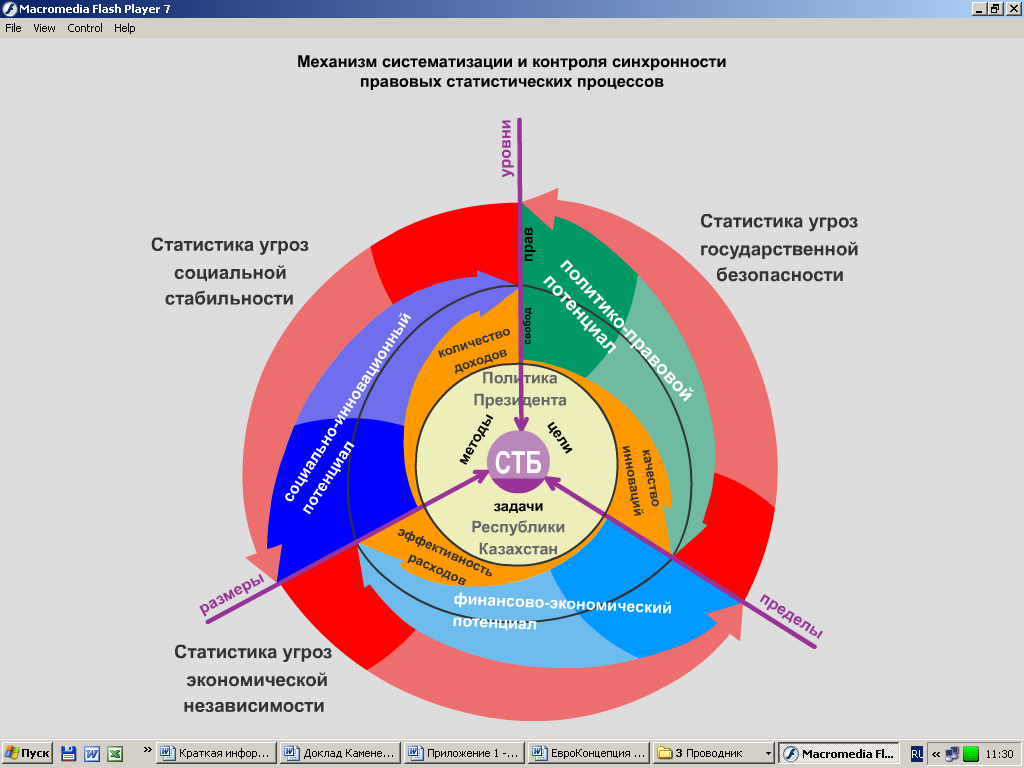 Macromedia Flash Player 7
File View Control Help
Механизм систематизации и контроля синхронности
правовых статистических процессов
уровни
Статистика угроз
социальной
стабильности
Статистика угроз
государственной
безопасности
прав
свобод
политико-правовой
потенциал
социально-инновационный
потенциал
количество
доходов
Политика
Президента
методы
цели
СТБ
качество
инноваций
задачи
Республики
Казахстан
эффективность
расходов
финансово-экономический
потенциал
размеры
пределы
Статистика угроз
экономической
независимости
Пуск
»
Краткая инфор...
Доклад Камене...
Приложение 1 -...
ЕвроКонцепция ...
3 Проводник
Macromedia Fl...
RU
«
11:30